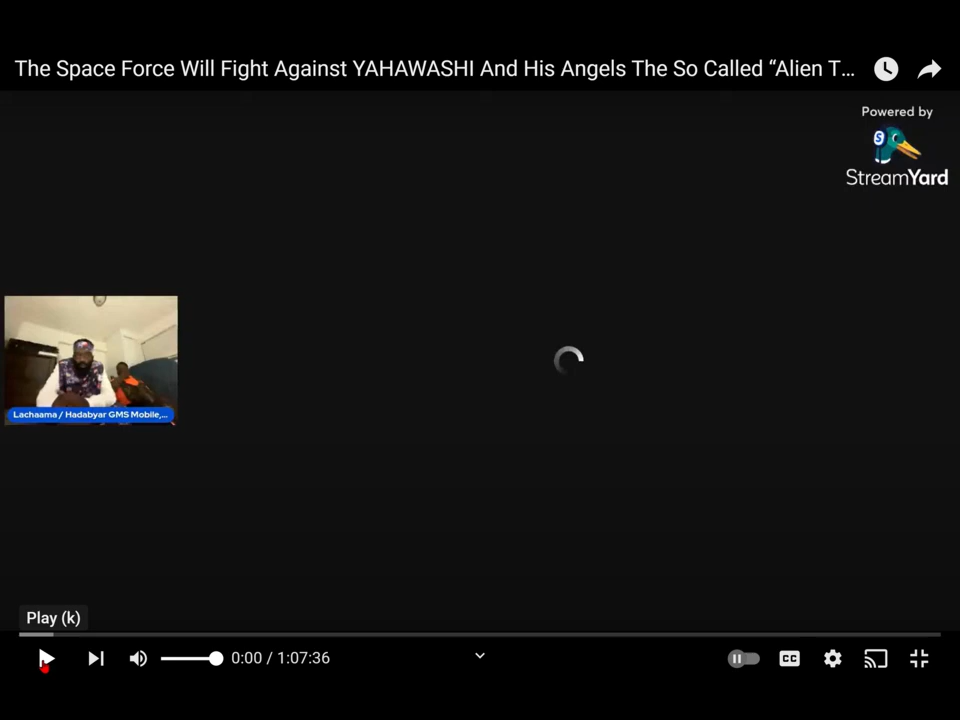 The Space Force Will Fight Against YAHAWASHI And His Angels The So Called “Alien T...
Powered by
S
StreamYard
Lachaama / Hadabyar GMS Mobile,...
Play (k)
0:00 / 1:07:36
CC